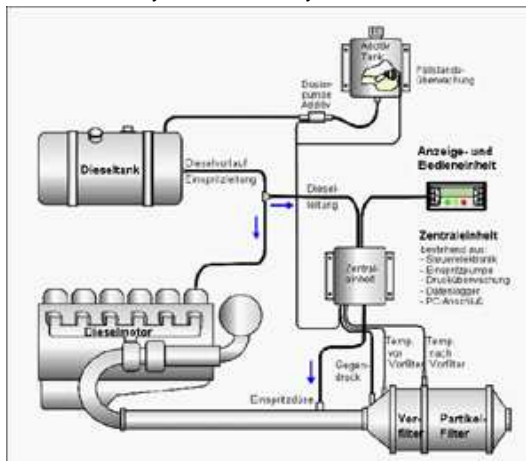 Additiv
Tank
Füllstands-
überwachung
Dosier-
pumpe
Additiv
Dieseltank
Dieselvorlauf
Einspritzleitung
Diesel-
leitung
Anzeige- und
Bedieneinheit
Zentraleinheit
bestehend aus:
- Steuerelektronik
- Einspritzpumpe
- Drucküberwachung
- Datenlogger
- PC-Anschluß
Zentral-
einheit
Dieselmotor
Gegen-
druck
Temp.
vor
Vorfilter
Temp.
nach
Vorfilter
Einspritzdüse
Vor-
filter
Partikel-
Filter